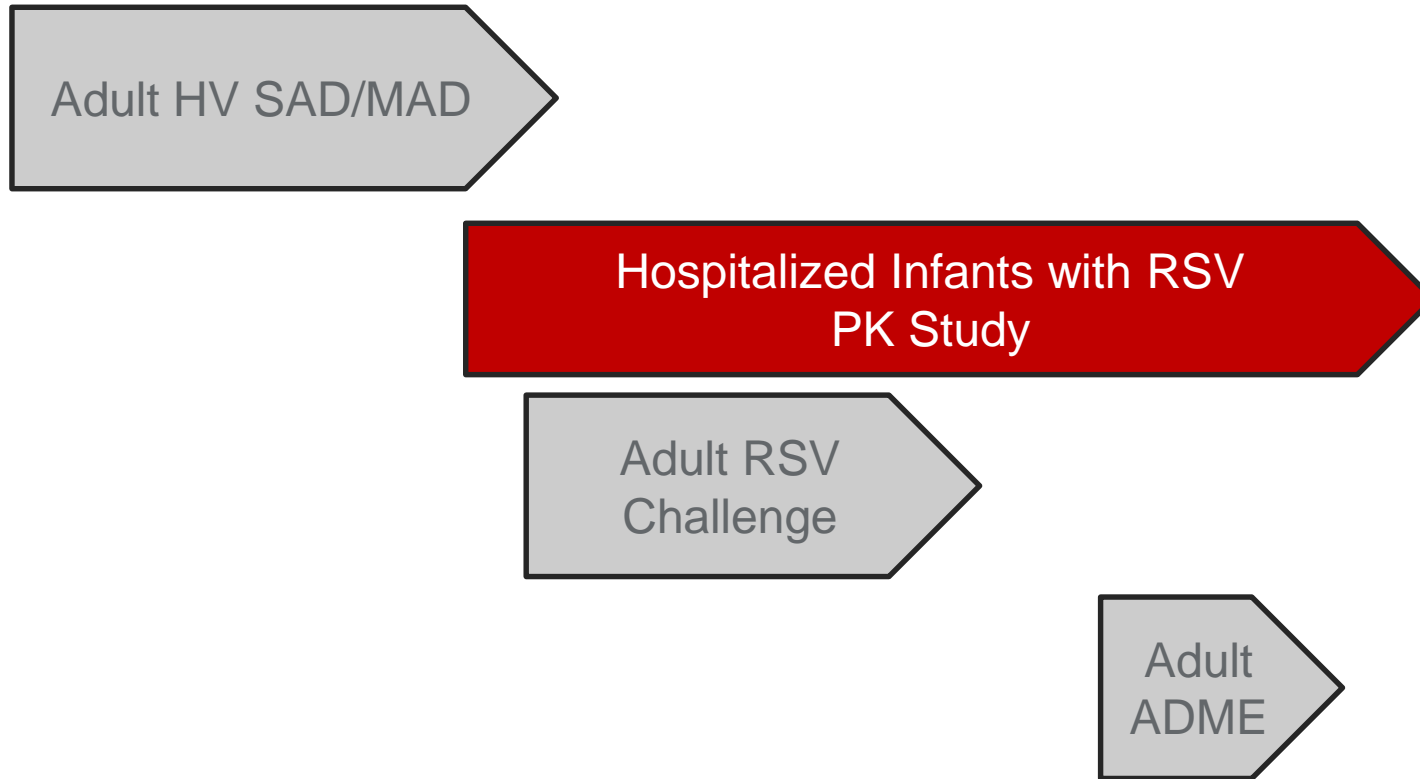 Adult HV SAD/MAD
Hospitalized Infants with RSV
PK Study
Adult RSV
Challenge
Adult
ADME